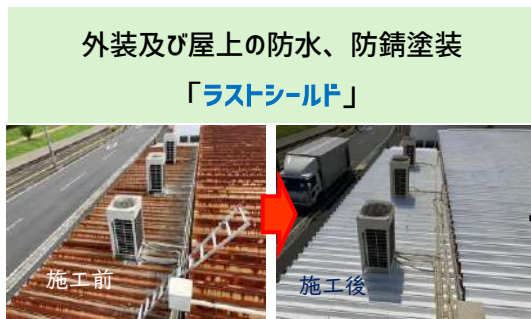 外装及び屋上の防水、防錆塗装
「ラストシールド」
施工前
施工後